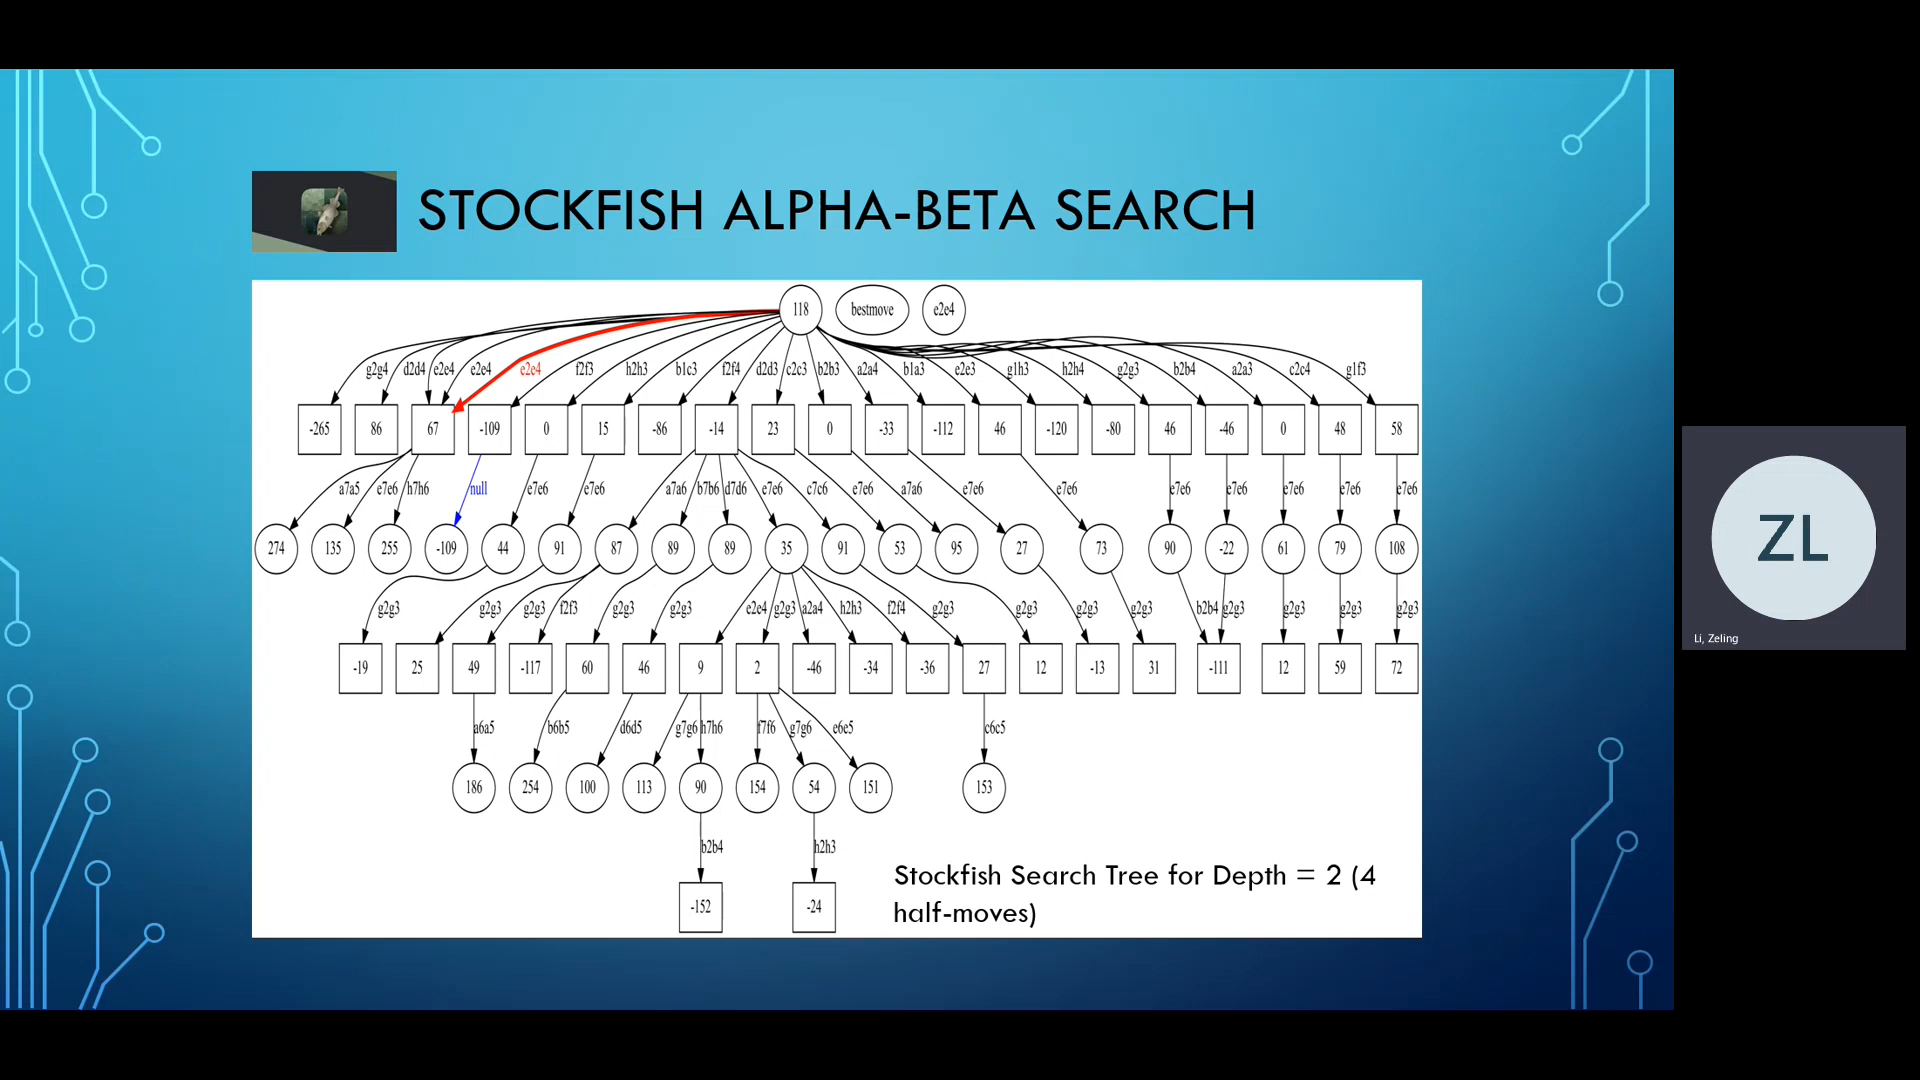 STOCKFISH ALPHA-BETA SEARCH
118 bestmove e2e4
g2g4 d2d4 e2e4 e2e4 e2e4 f2f3 h2h3 b1c3 f2f4 d2d3 c2c3 b2b3 a2a4 b1a3 e2e3 g1h3 h2h4 g2g3 b2b4 a2a3 c2c4 g1f3
-265 86 67 -109 0 15 -86 -14 23 0 -33 -112 46 -120 -80 46 -46 0 48 58
a7a5 e7e6 h7h6 null e7e6 e7e6 a7a6 b7b6 d7d6 e7e6 c7c6 e7e6 a7a6 e7e6 e7e6 e7e6 e7e6 e7e6 e7e6 e7e6
274 135 255 -109 44 91 87 89 89 35 91 53 95 27 73 90 -22 61 79 108
g2g3 g2g3 g2g3 f2f3 g2g3 g2g3 e2e4 g2g3 a2a4 h2h3 f2f4 g2g3 g2g3 g2g3 g2g3 b2b4 g2g3 g2g3 g2g3 g2g3
-19 25 49 -117 60 46 9 2 -46 -34 -36 27 12 -13 31 -111 12 59 72
a6a5 b6b5 d6d5 g7g6 h7h6 f7f6 g7g6 e6e5 c6c5
186 254 100 113 90 154 54 151 153
b2b4 h2h3
-152 -24
Stockfish Search Tree for Depth = 2 (4
half-moves)
ZL
Li, Zeling